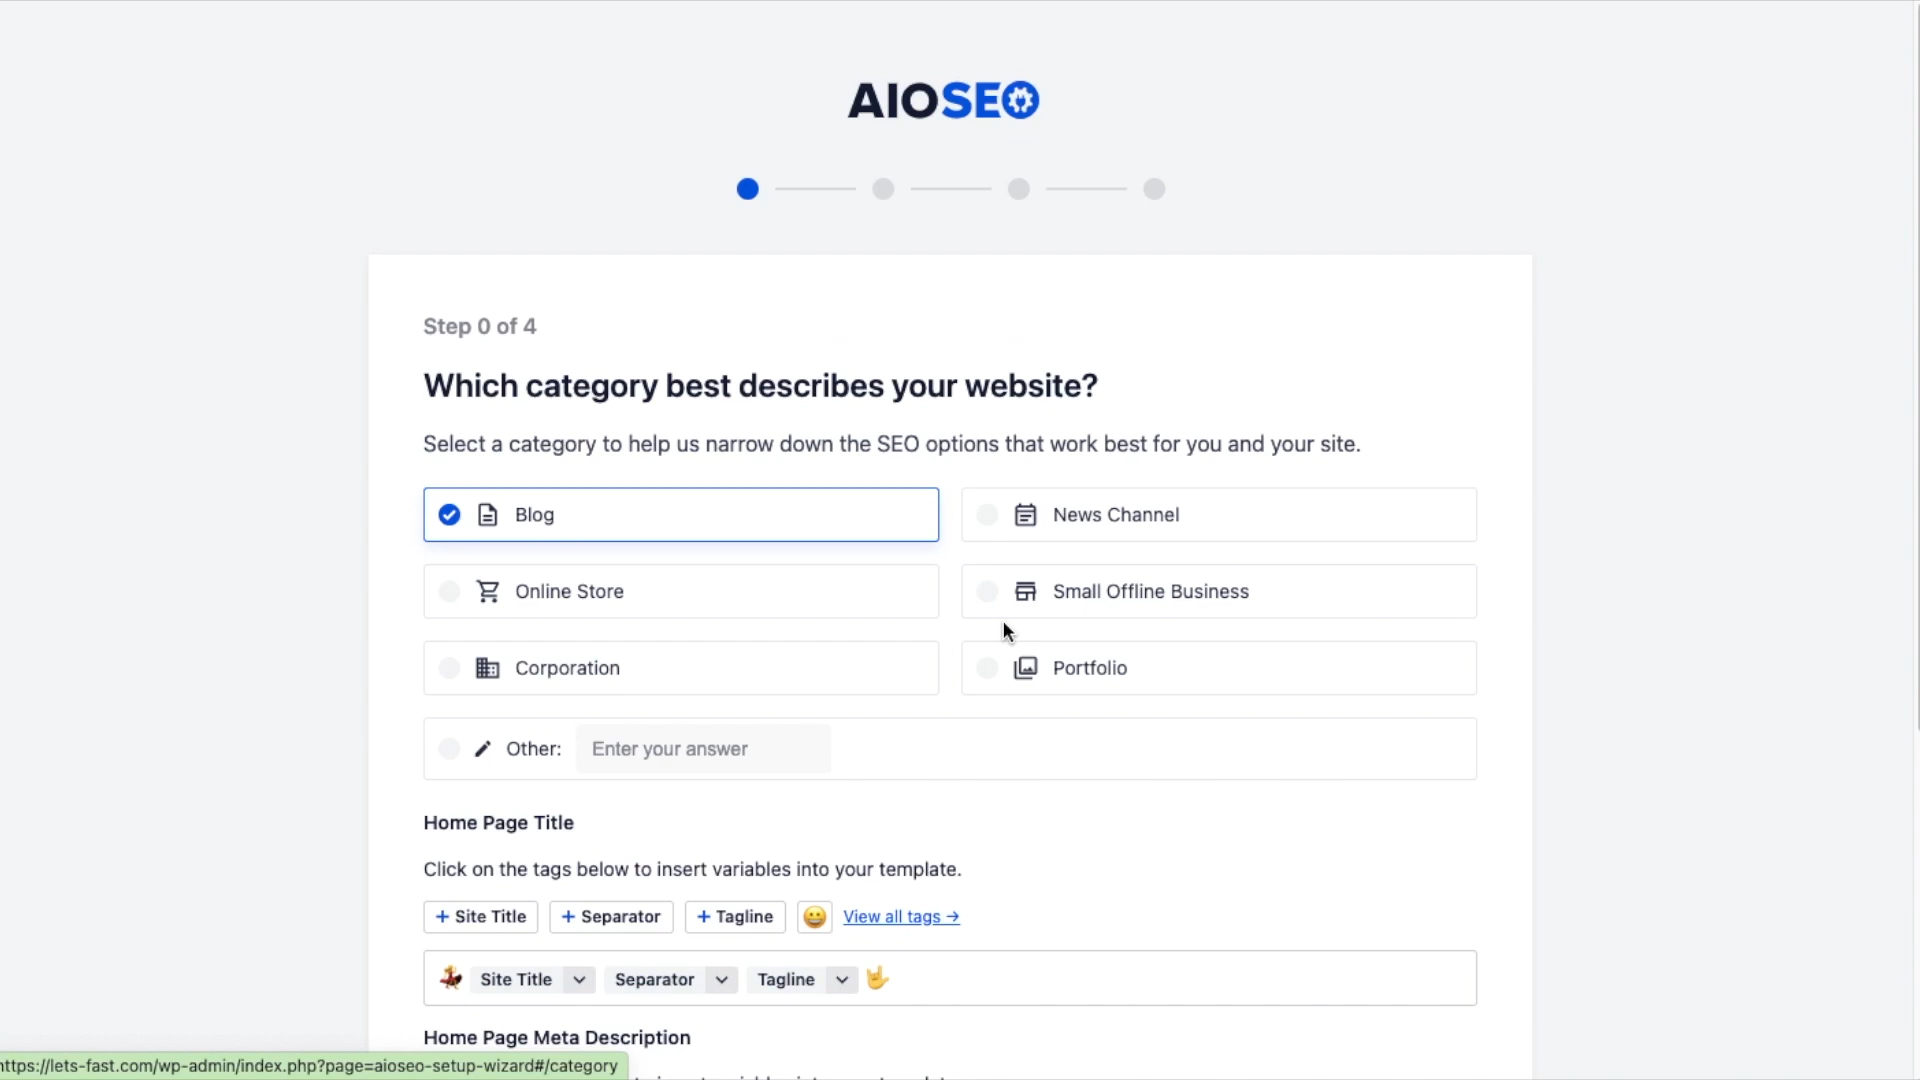 AIOSEO
Step 0 of 4
Which category best describes your website?
Select a category to help us narrow down the SEO options that work best for you and your site.
Blog
News Channel
Online Store
Small Offline Business
Corporation
Portfolio
Other: Enter your answer
Home Page Title
Click on the tags below to insert variables into your template.
+ Site Title + Separator + Tagline 😀 View all tags →
💃 Site Title Separator Tagline 🤟
Home Page Meta Description
https://lets-fast.com/wp-admin/index.php?page=aioseo-setup-wizard#/category